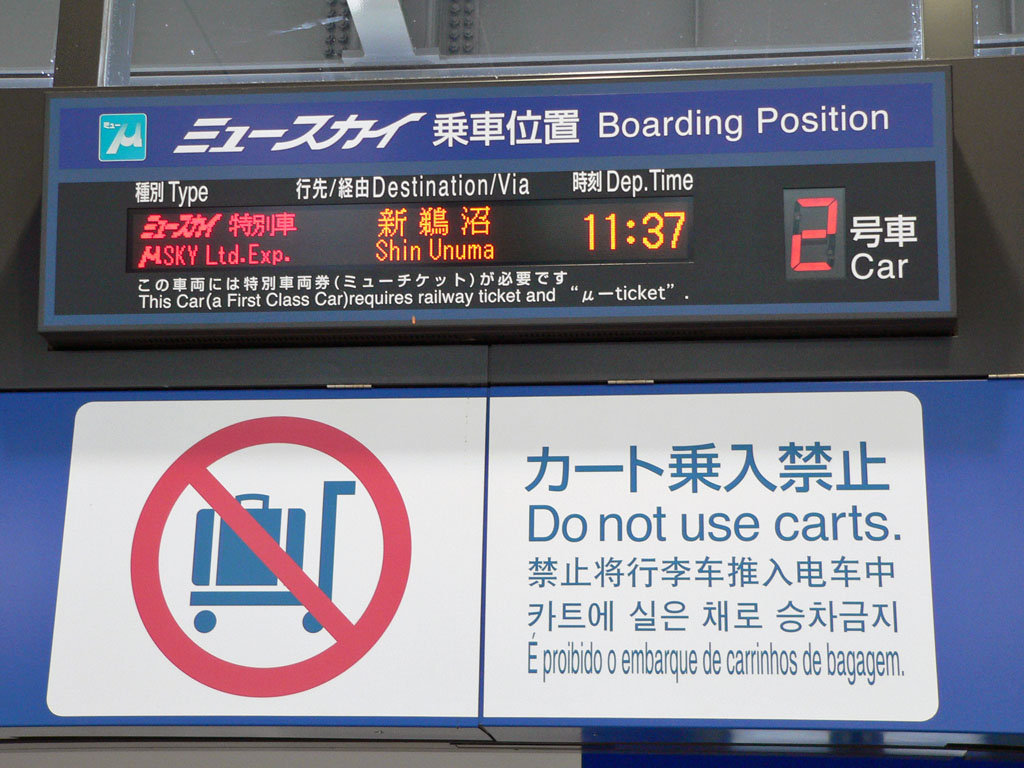 ミュー μ ミュースカイ 乗車位置 Boarding Position
種別 Type 行先/経由 Destination/Via 時刻 Dep.Time
ミュースカイ 特別車 新鵜沼 11:37 2 号車
μSKY Ltd.Exp. Shin Unuma Car
この車両には特別車両券(ミューチケット)が必要です
This Car(a First Class Car)requires railway ticket and “μ－ticket”.
カート乗入禁止
Do not use carts.
禁止将行李车推入电车中
카트에 실은 채로 승차금지
É proibido o embarque de carrinhos de bagagem.